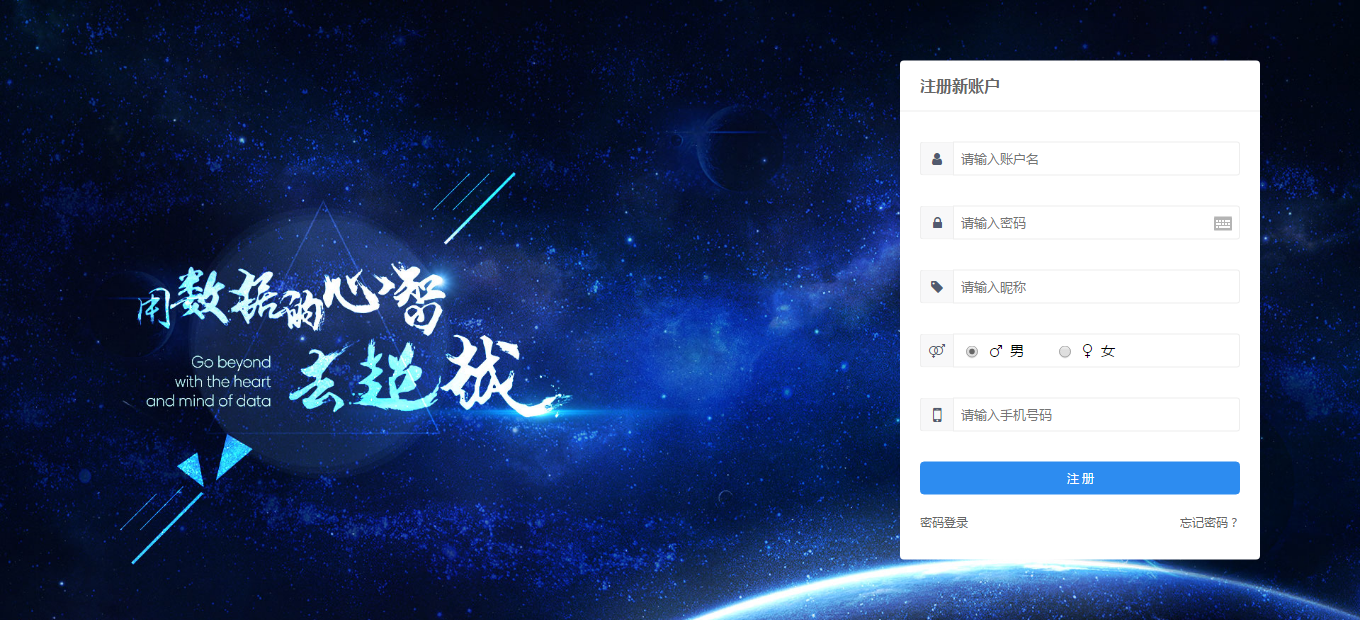 用数据的心智
去超越
Go beyond
with the heart
and mind of data
注册新账户
请输入账户名
请输入密码
请输入昵称
♂ 男 ♀ 女
请输入手机号码
注册
密码登录 忘记密码？